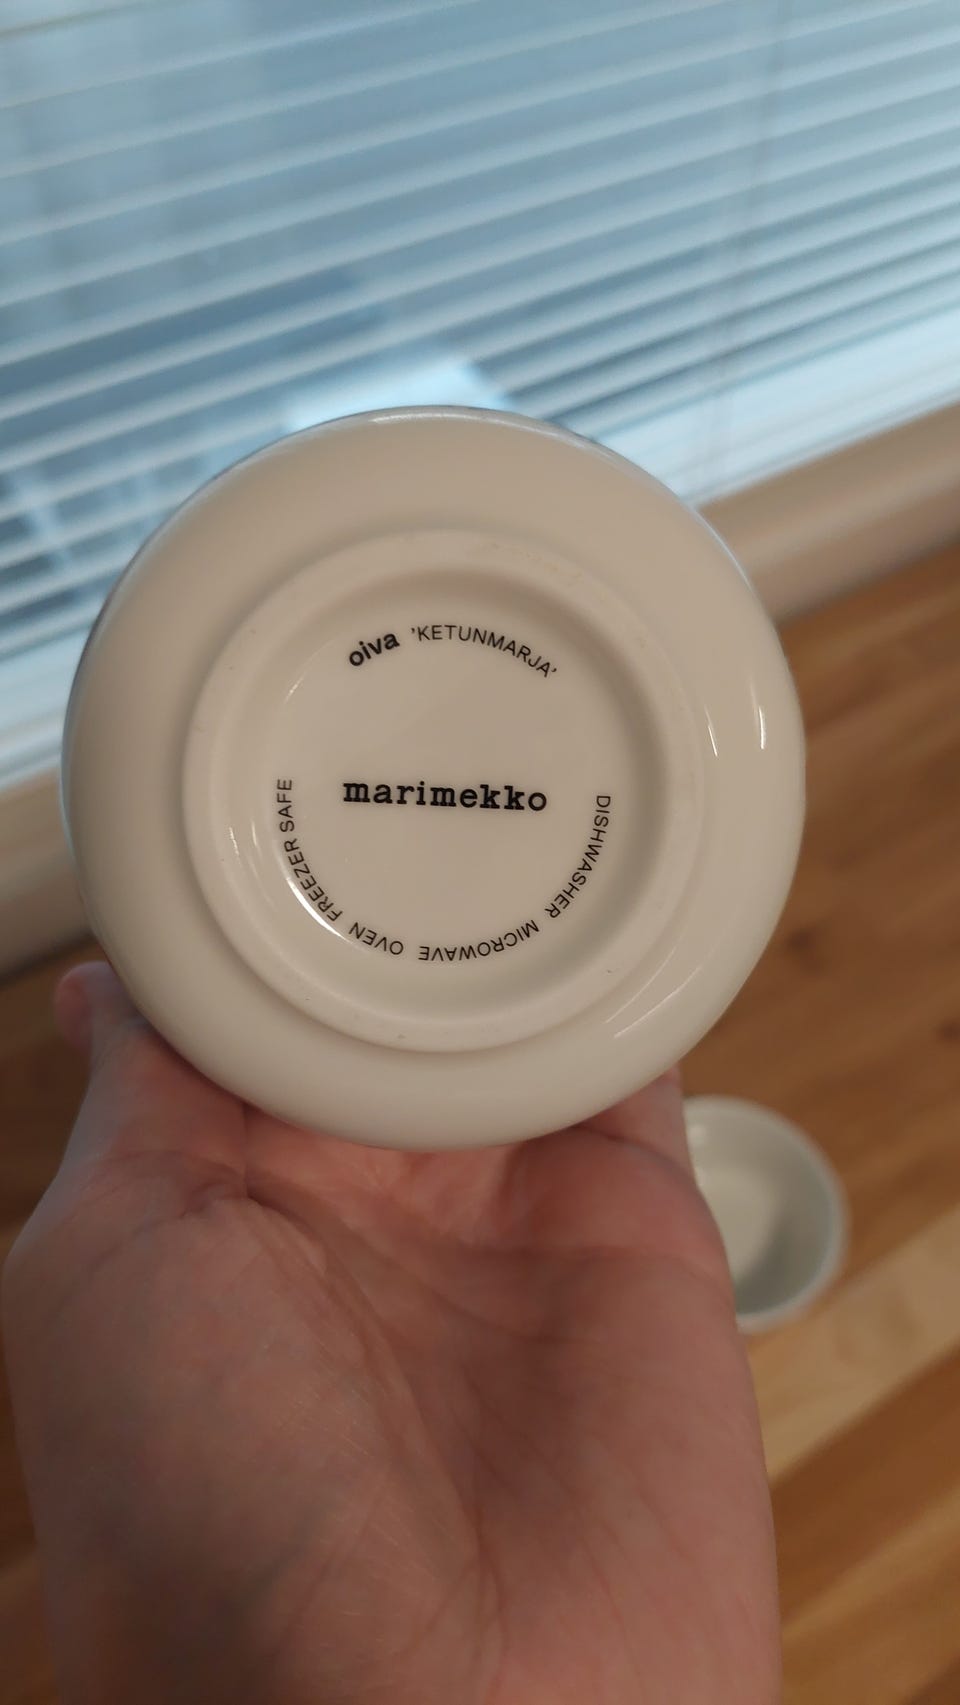 oiva 'KETUNMARJA'
marimekko
DISHWASHER MICROWAVE OVEN FREEZER SAFE